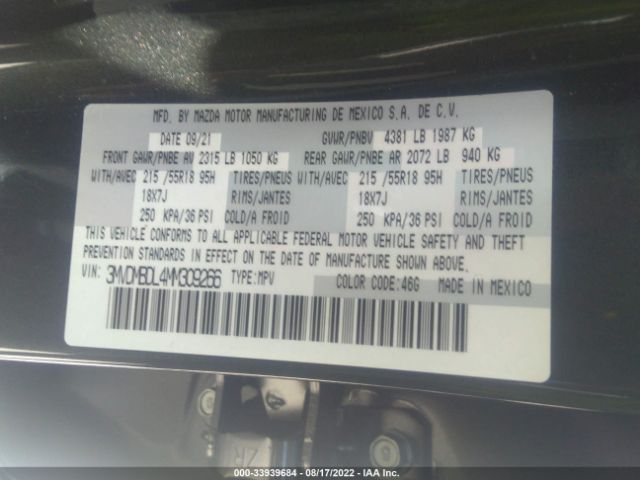 MFD. BY MAZDA MOTOR MANUFACTURING DE MEXICO S.A. DE C.V.
DATE 09/21 GVWR/PNBV 4381 LB 1987 KG
FRONT GAWR/PNBE AV 2315 LB 1050 KG REAR GAWR/PNBE AR 2072 LB 940 KG
WITH/AVEC 215 /55R18 95H TIRES/PNEUS WITH/AVEC 215 /55R18 95H TIRES/PNEUS
18X7J RIMS/JANTES 18X7J RIMS/JANTES
250 KPA/36 PSI COLD/A FROID 250 KPA/36 PSI COLD/A FROID
THIS VEHICLE CONFORMS TO ALL APPLICABLE FEDERAL MOTOR VEHICLE SAFETY AND THEFT
PREVENTION STANDARDS IN EFFECT ON THE DATE OF MANUFACTURE SHOWN ABOVE.
VIN: 3MVDMBDL4MM309266 TYPE:MPV COLOR CODE:46G MADE IN MEXICO
ZR
000-33939684 - 08/17/2022 - IAA Inc.